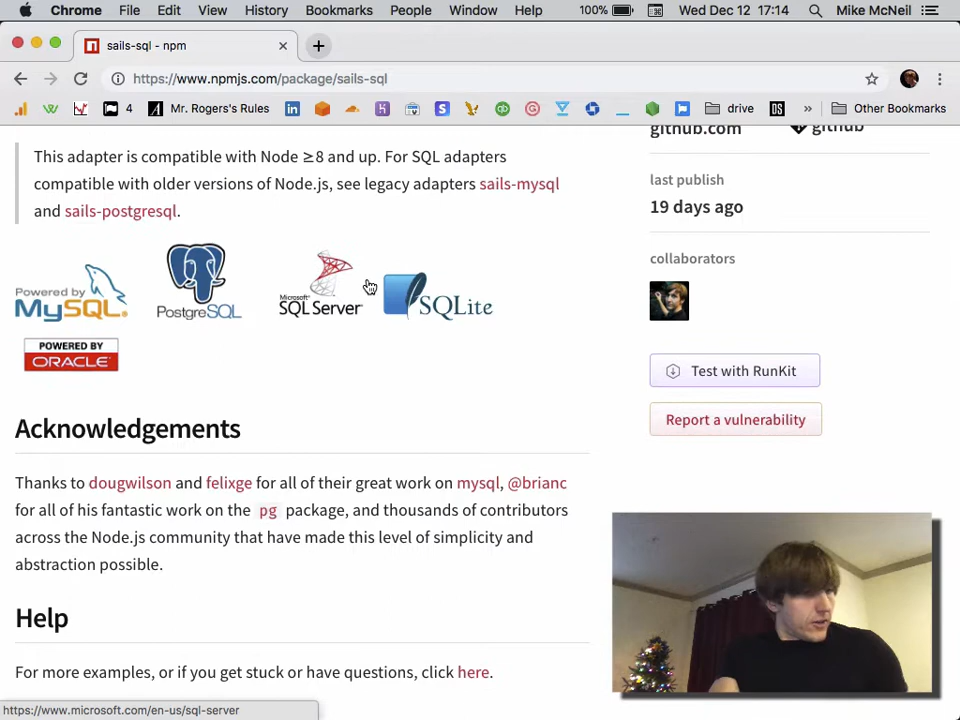 Chrome File Edit View History Bookmarks People Window Help 100% Wed Dec 12 17:14 Mike McNeil
sails-sql - npm
https://www.npmjs.com/package/sails-sql
4 Mr. Rogers's Rules drive DS » Other Bookmarks
github.com github
This adapter is compatible with Node ≥8 and up. For SQL adapters
compatible with older versions of Node.js, see legacy adapters sails-mysql
and sails-postgresql.
last publish
19 days ago
collaborators
Powered by
MySQL
PostgreSQL
Microsoft
SQL Server
SQLite
POWERED BY
ORACLE
Test with RunKit
Report a vulnerability
Acknowledgements
Thanks to dougwilson and felixge for all of their great work on mysql, @brianc
for all of his fantastic work on the pg package, and thousands of contributors
across the Node.js community that have made this level of simplicity and
abstraction possible.
Help
For more examples, or if you get stuck or have questions, click here.
https://www.microsoft.com/en-us/sql-server